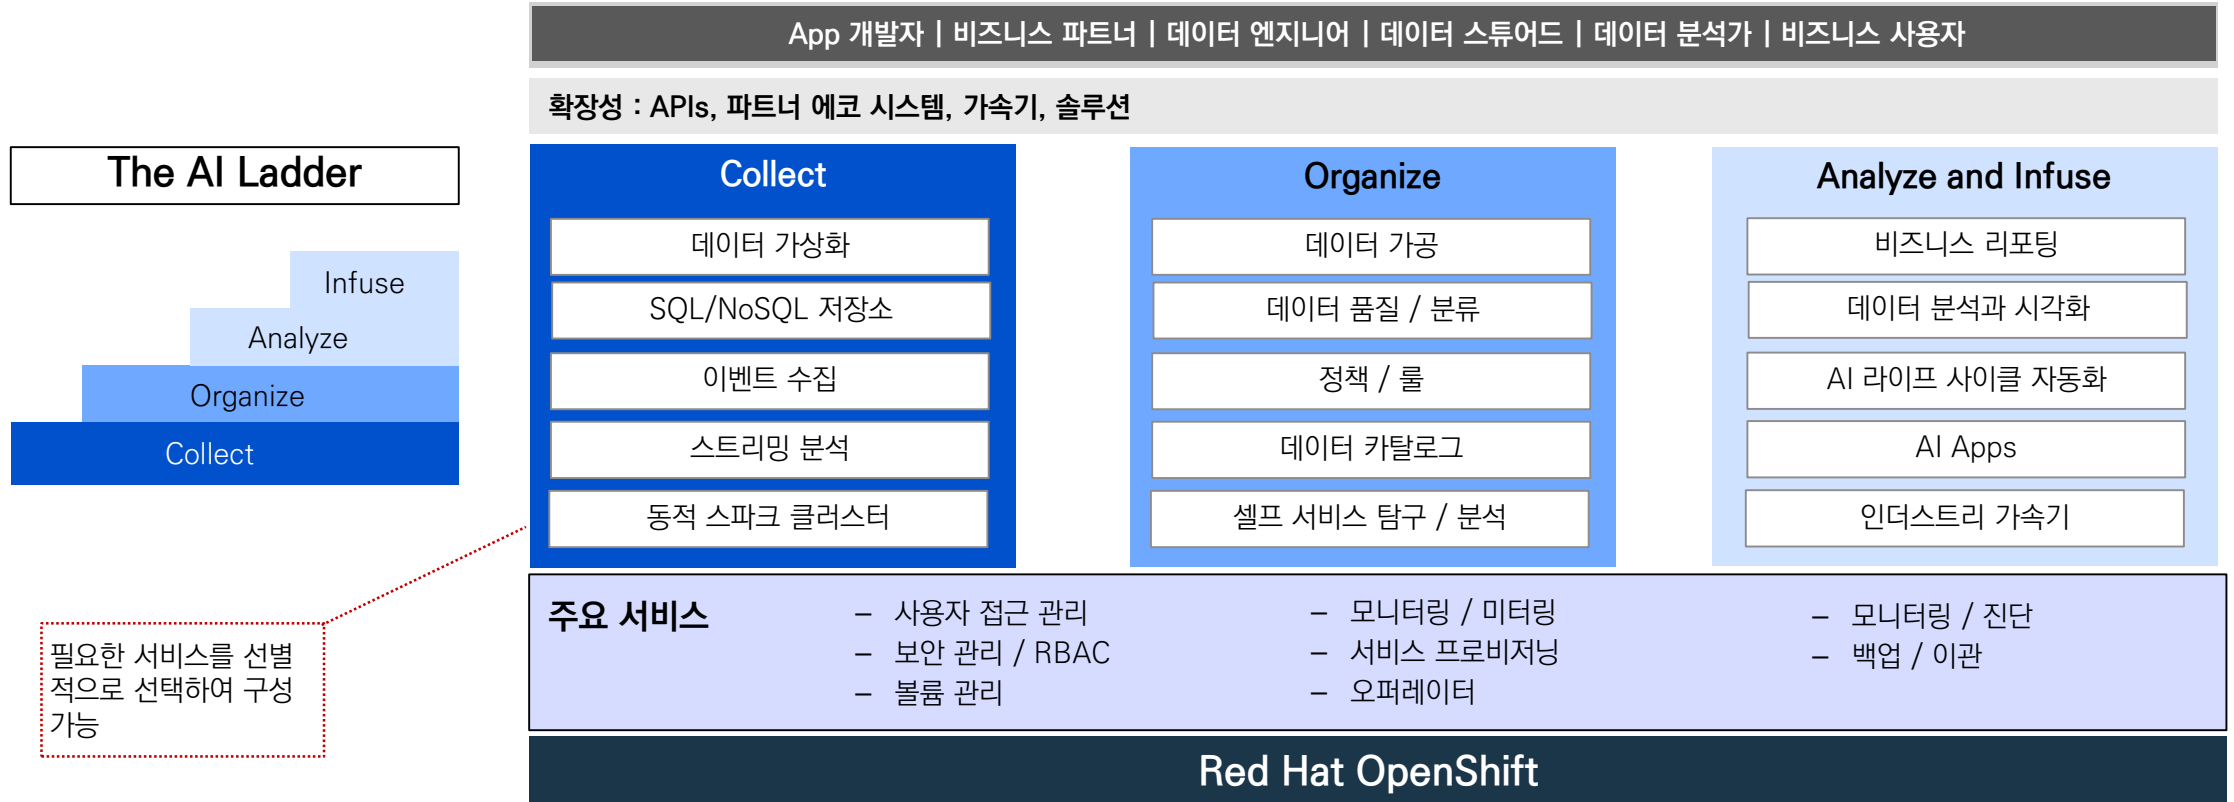 App 개발자 | 비즈니스 파트너 | 데이터 엔지니어 | 데이터 스튜어드 | 데이터 분석가 | 비즈니스 사용자
확장성 : APIs, 파트너 에코 시스템, 가속기, 솔루션
The AI Ladder
Infuse
Analyze
Organize
Collect
필요한 서비스를 선별
적으로 선택하여 구성
가능
Collect
데이터 가상화
SQL/NoSQL 저장소
이벤트 수집
스트리밍 분석
동적 스파크 클러스터
Organize
데이터 가공
데이터 품질 / 분류
정책 / 룰
데이터 카탈로그
셀프 서비스 탐구 / 분석
Analyze and Infuse
비즈니스 리포팅
데이터 분석과 시각화
AI 라이프 사이클 자동화
AI Apps
인더스트리 가속기
주요 서비스
– 사용자 접근 관리
– 보안 관리 / RBAC
– 볼륨 관리
– 모니터링 / 미터링
– 서비스 프로비저닝
– 오퍼레이터
– 모니터링 / 진단
– 백업 / 이관
Red Hat OpenShift